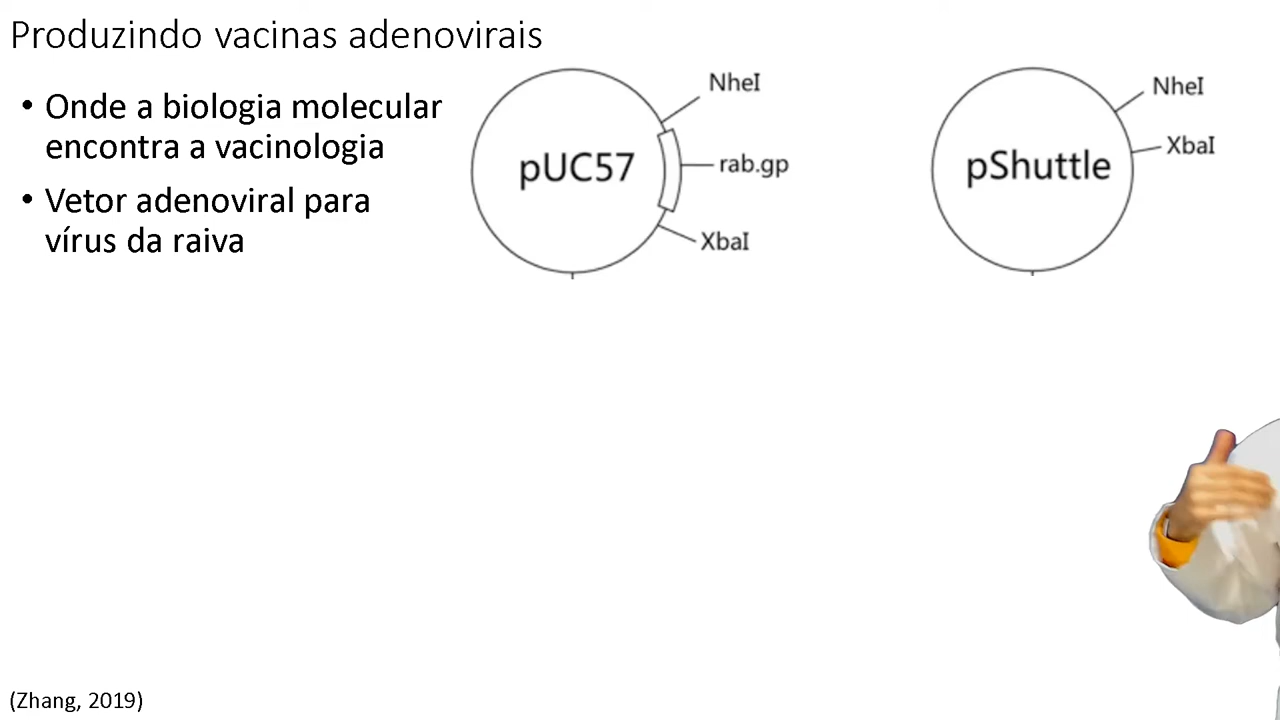 Produzindo vacinas adenovirais
• Onde a biologia molecular
encontra a vacinologia
• Vetor adenoviral para
vírus da raiva
pUC57
NheI
rab.gp
XbaI
pShuttle
NheI
XbaI
(Zhang, 2019)